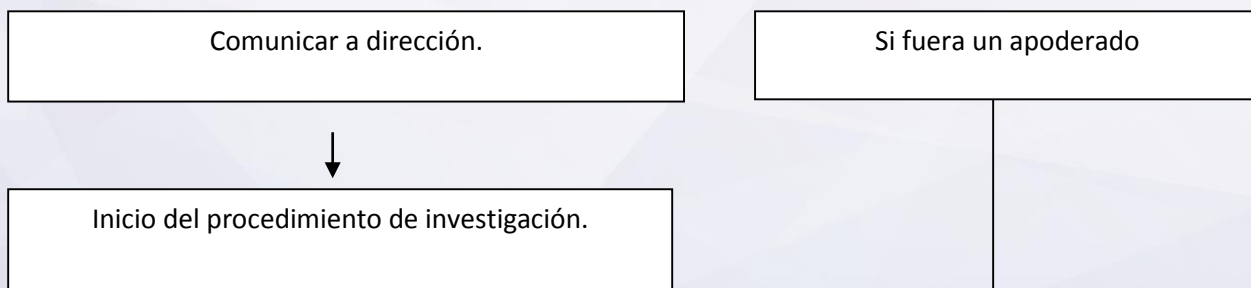 Comunicar a dirección.
Si fuera un apoderado
Inicio del procedimiento de investigación.